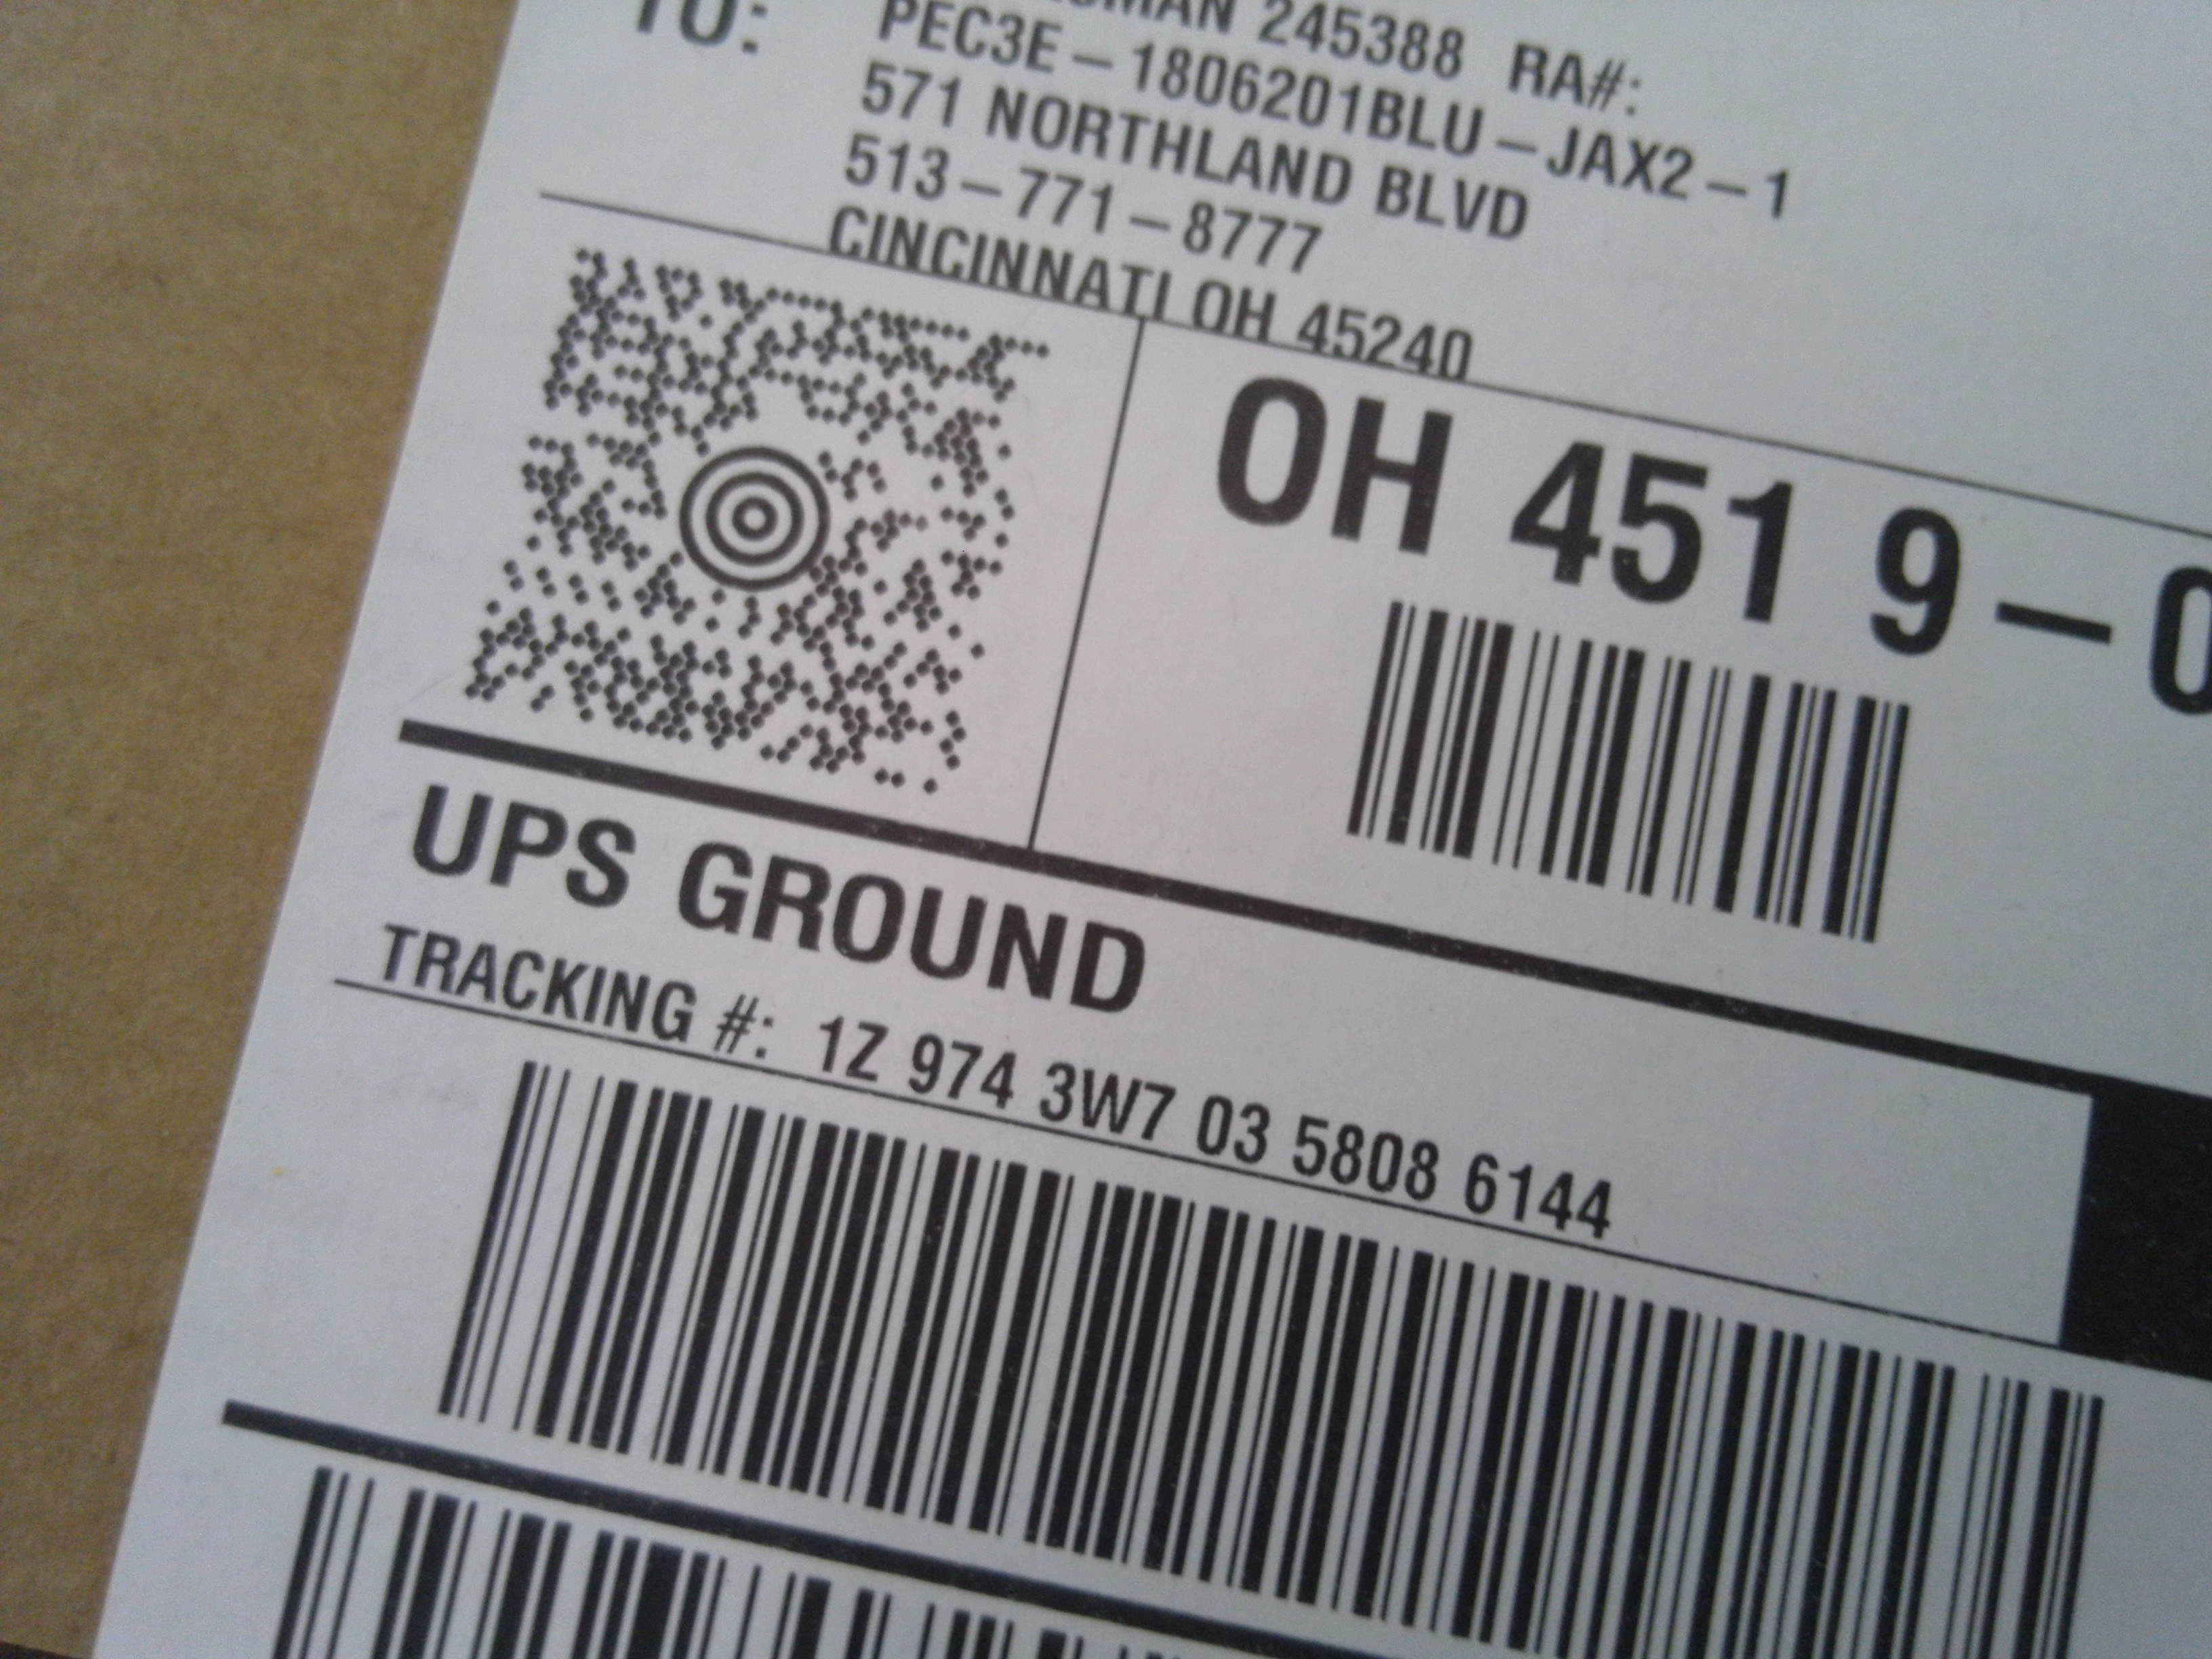 TO:
245388 RA#:
PEC3E – 1806201BLU – JAX2 – 1
571 NORTHLAND BLVD
513 – 771 – 8777
CINCINNATI OH 45240
OH 451 9 – 0
UPS GROUND
TRACKING #: 1Z 974 3W7 03 5808 6144